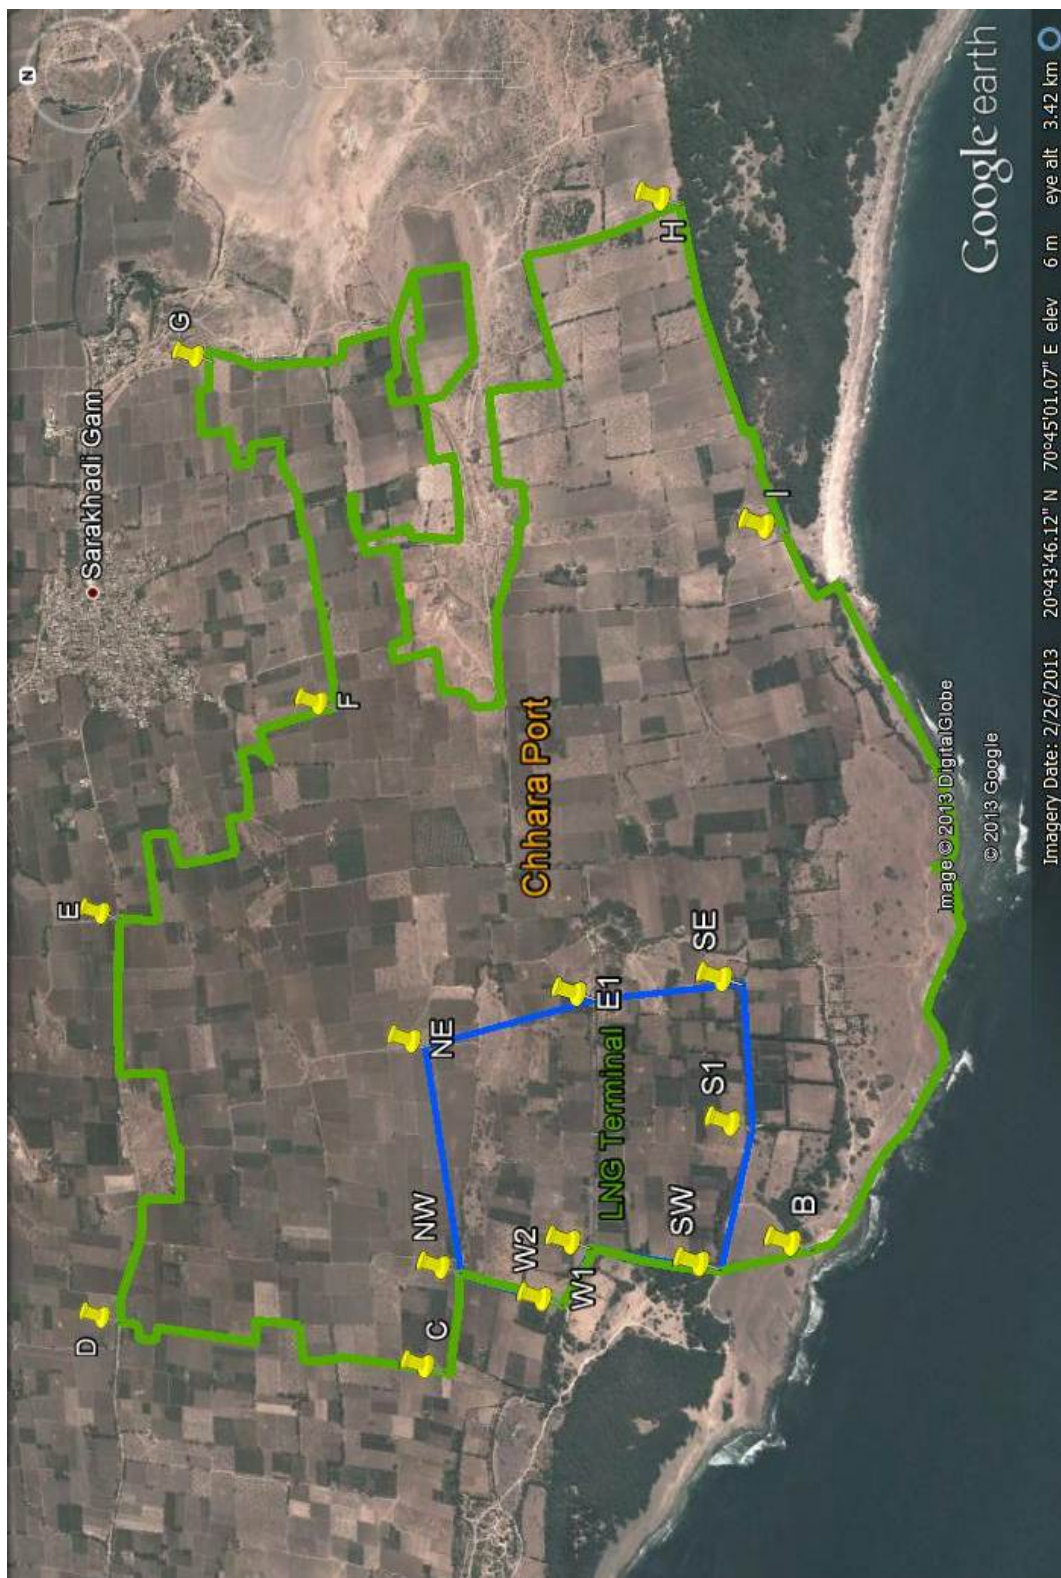 N
Sarakhadi Gam
G
H
I
F
E
D
C
B
NW
NE
W2
W1
E1
SE
S1
SW
Chhara Port
LNG Terminal
Image © 2013 DigitalGlobe
© 2013 Google
Google earth
Imagery Date: 2/26/2013 20°43'46.12" N 70°45'01.07" E elev 6 m eye alt 3.42 km